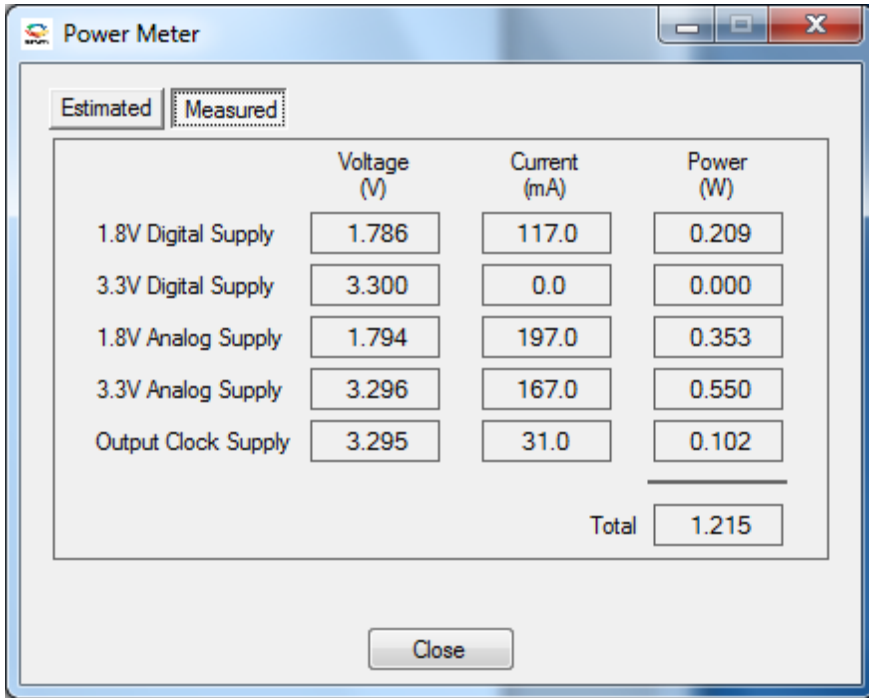 Power Meter
Estimated Measured
Voltage Current Power
(V) (mA) (W)
1.8V Digital Supply 1.786 117.0 0.209
3.3V Digital Supply 3.300 0.0 0.000
1.8V Analog Supply 1.794 197.0 0.353
3.3V Analog Supply 3.296 167.0 0.550
Output Clock Supply 3.295 31.0 0.102
Total 1.215
Close